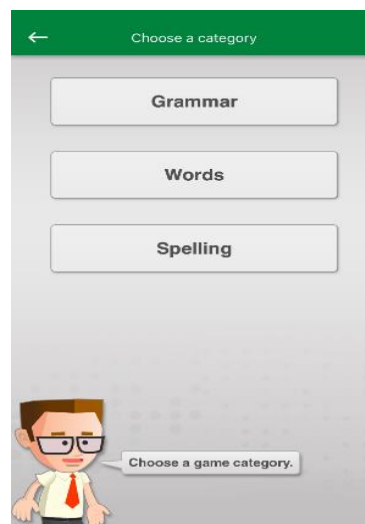 Choose a category
Grammar
Words
Spelling
Choose a game category.